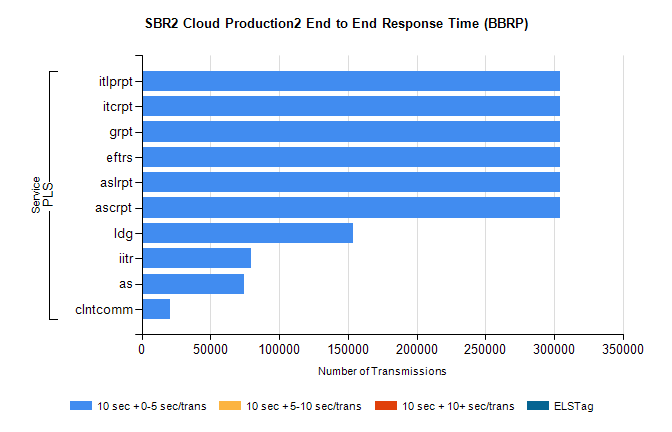 SBR2 Cloud Production2 End to End Response Time (BBRP)
Service
PLS
itlprpt
itcrpt
grpt
eftrs
aslrpt
ascrpt
ldg
iitr
as
clntcomm
0 50000 100000 150000 200000 250000 300000 350000
Number of Transmissions
10 sec +0-5 sec/trans 10 sec +5-10 sec/trans 10 sec + 10+ sec/trans ELSTag